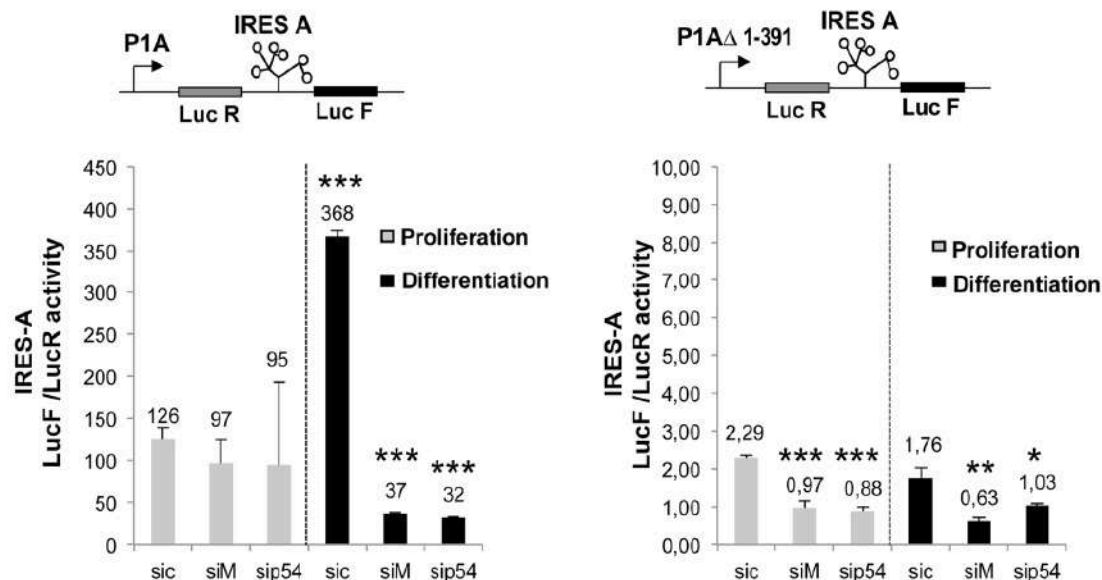 IRES A
P1A
Luc R
Luc F
IRES-A
LucF /LucR activity
450
400
350
300
250
200
150
100
50
0
126
97
95
***
368
***
37
***
32
Proliferation
Differentiation
sic siM sip54 sic siM sip54
IRES A
P1AΔ 1-391
Luc R
Luc F
IRES-A
LucF /LucR activity
10,00
9,00
8,00
7,00
6,00
5,00
4,00
3,00
2,00
1,00
0,00
2,29
***
0,97
***
0,88
1,76
**
0,63
*
1,03
Proliferation
Differentiation
sic siM sip54 sic siM sip54